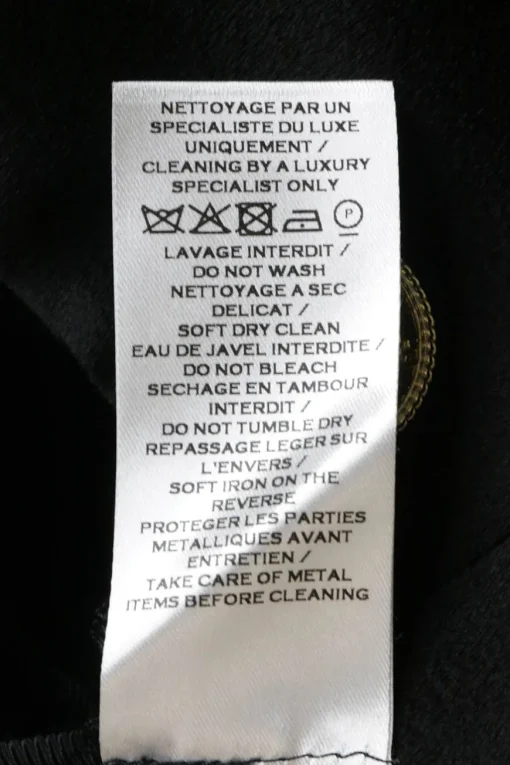 NETTOYAGE PAR UN
SPECIALISTE DU LUXE
UNIQUEMENT /
CLEANING BY A LUXURY
SPECIALIST ONLY
P
LAVAGE INTERDIT /
DO NOT WASH
NETTOYAGE A SEC
DELICAT /
SOFT DRY CLEAN
EAU DE JAVEL INTERDITE /
DO NOT BLEACH
SECHAGE EN TAMBOUR
INTERDIT /
DO NOT TUMBLE DRY
REPASSAGE LEGER SUR
L'ENVERS /
SOFT IRON ON THE
REVERSE
PROTEGER LES PARTIES
METALLIQUES AVANT
ENTRETIEN /
TAKE CARE OF METAL
ITEMS BEFORE CLEANING